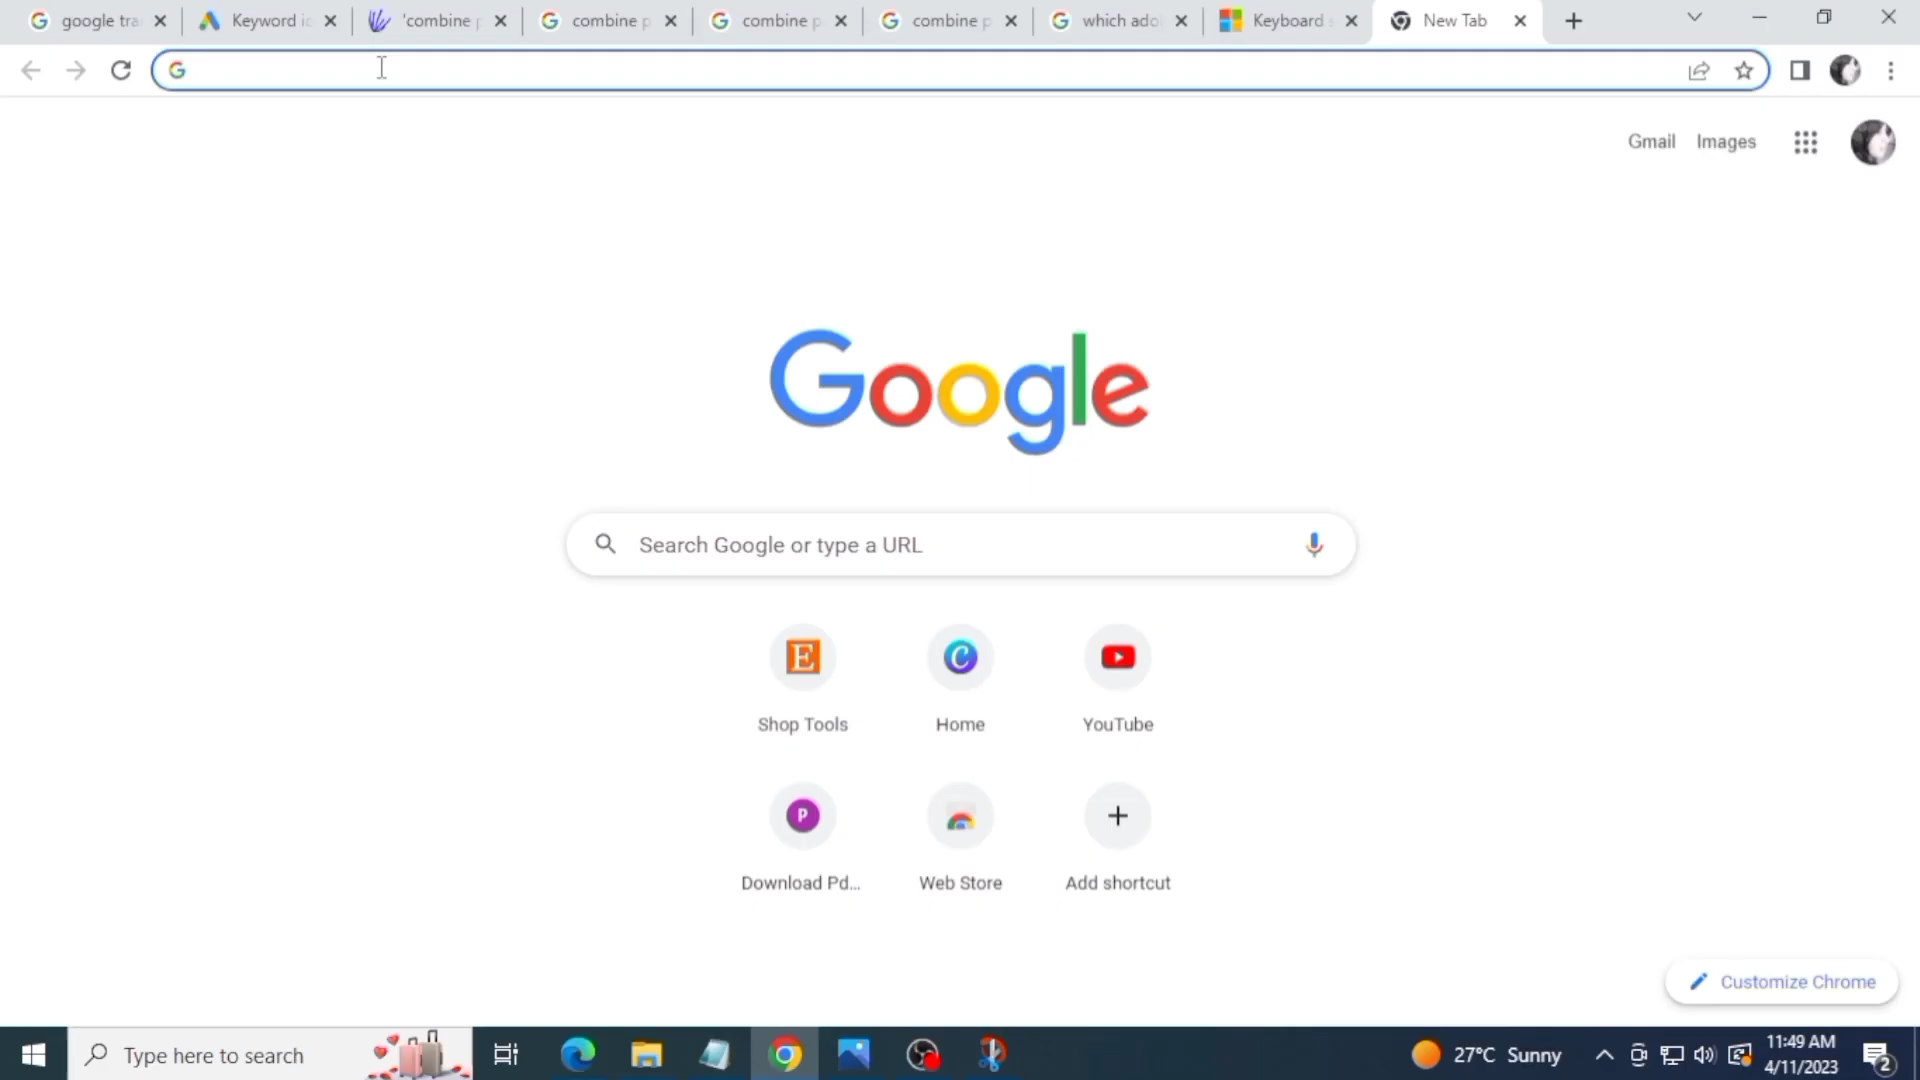 google tra
Keyword ic
'combine p
combine p
combine p
combine p
which ado
Keyboard s
New Tab
Gmail
Images
Google
Search Google or type a URL
Shop Tools
Home
YouTube
P
Download Pd...
Web Store
Add shortcut
Customize Chrome
Type here to search
27°C Sunny
11:49 AM
4/11/2023
2